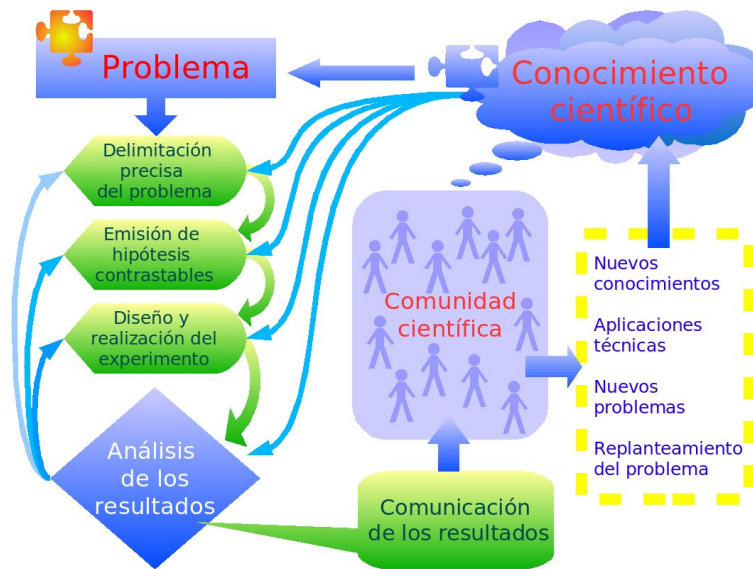 Problema
Conocimiento
científico
Delimitación
precisa
del problema
Emisión de
hipótesis
contrastables
Diseño y
realización del
experimento
Análisis
de los
resultados
Comunidad
científica
Comunicación
de los resultados
Nuevos
conocimientos
Aplicaciones
técnicas
Nuevos
problemas
Replanteamiento
del problema